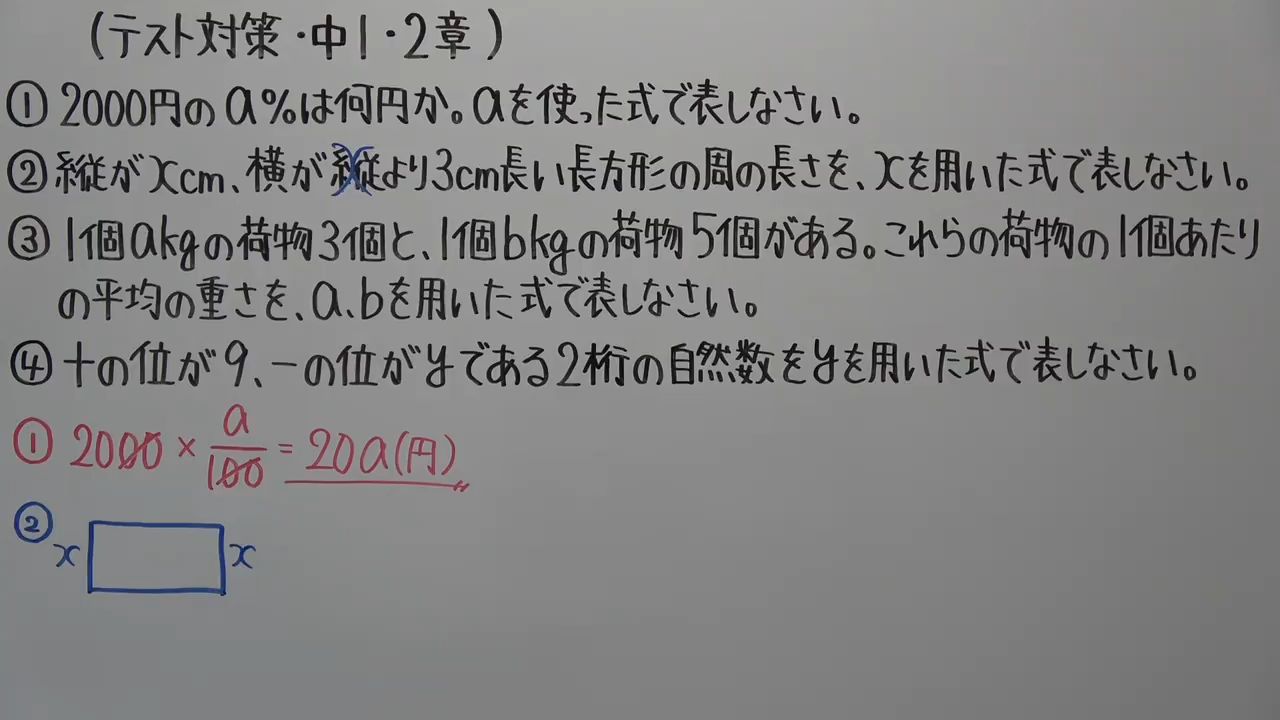 (テスト対策・中1・2章)
① 2000円のa%は何円か。aを使った式で表しなさい。
② 縦がxcm、横が縦より3cm長い長方形の周の長さを、xを用いた式で表しなさい。
③ 1個akgの荷物3個と、1個bkgの荷物5個がある。これらの荷物の1個あたり
の平均の重さを、a、bを用いた式で表しなさい。
④ 十の位が9、一の位がyである2桁の自然数をyを用いた式で表しなさい。
① 2000 × a/100 = 20a(円)
②
x x